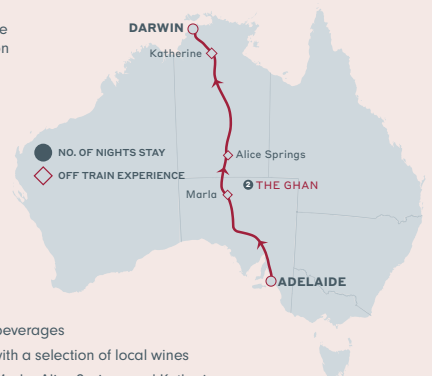 e
on
DARWIN
Katherine
NO. OF NIGHTS STAY
Alice Springs
OFF TRAIN EXPERIENCE
2 THE GHAN
Marla
ADELAIDE
beverages
with a selection of local wines